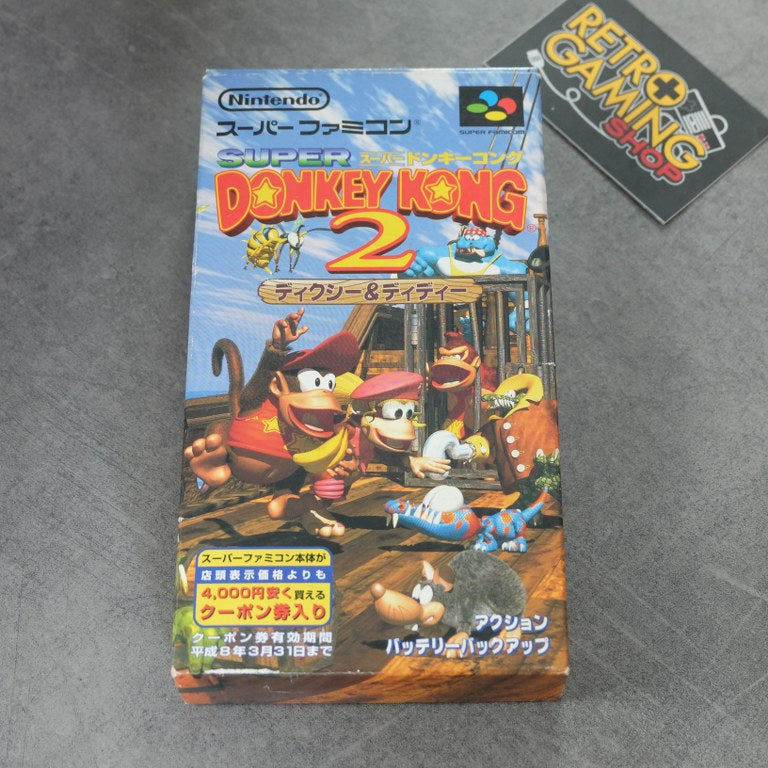 Nintendo®
スーパーファミコン®
SUPER FAMICOM
SUPER スーパードンキーコング
DONKEY KONG®
2
ディクシー&ディディー
スーパーファミコン本体が
店頭表示価格よりも
4,000円安く買える
クーポン券入り
クーポン券有効期間
平成8年3月31日まで
アクション
バッテリーバックアップ
RETRO
GAMING
SHOP